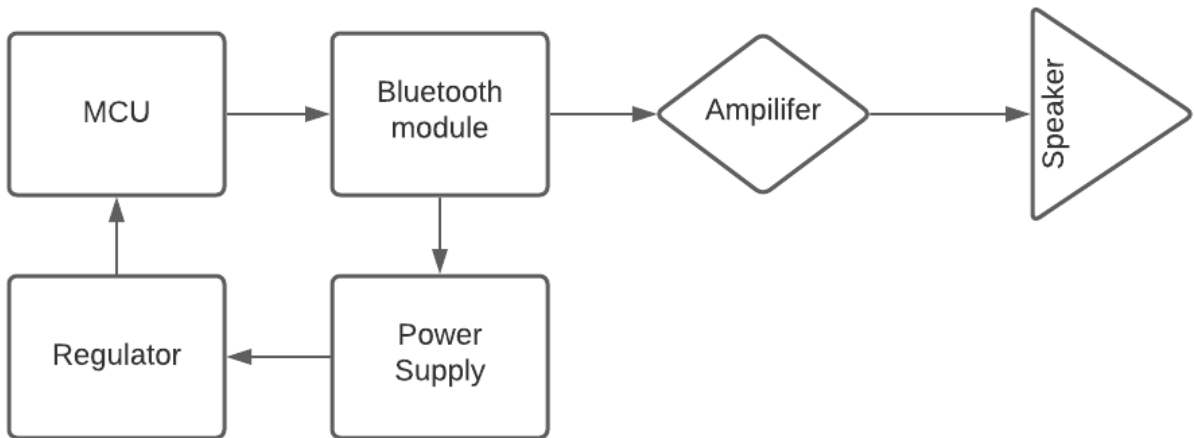 MCU
Bluetooth
module
Ampilifer
Speaker
Regulator
Power
Supply